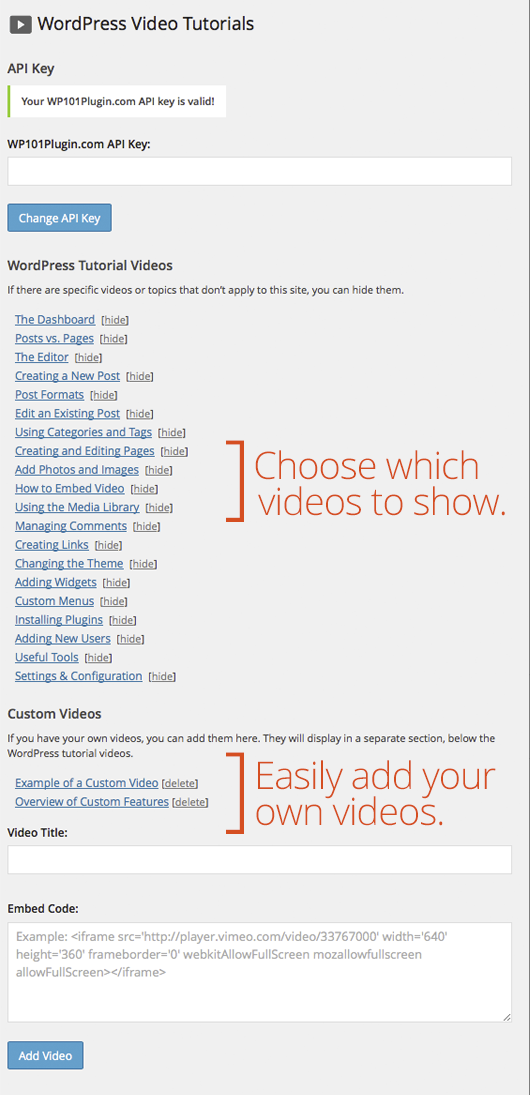 WordPress Video Tutorials
API Key
Your WP101Plugin.com API key is valid!
WP101Plugin.com API Key:
Change API Key
WordPress Tutorial Videos
If there are specific videos or topics that don't apply to this site, you can hide them.
The Dashboard [hide]
Posts vs. Pages [hide]
The Editor [hide]
Creating a New Post [hide]
Post Formats [hide]
Edit an Existing Post [hide]
Using Categories and Tags [hide]
Creating and Editing Pages [hide]
Add Photos and Images [hide]
How to Embed Video [hide]
Using the Media Library [hide]
Managing Comments [hide]
Creating Links [hide]
Changing the Theme [hide]
Adding Widgets [hide]
Custom Menus [hide]
Installing Plugins [hide]
Adding New Users [hide]
Useful Tools [hide]
Settings & Configuration [hide]
Choose which
videos to show.
Custom Videos
If you have your own videos, you can add them here. They will display in a separate section, below the
WordPress tutorial videos.
Example of a Custom Video [delete]
Overview of Custom Features [delete]
Easily add your
own videos.
Video Title:
Embed Code:
Example: <iframe src='http://player.vimeo.com/video/33767000' width='640'
height='360' frameborder='0' webkitAllowFullScreen mozallowfullscreen
allowFullScreen></iframe>
Add Video